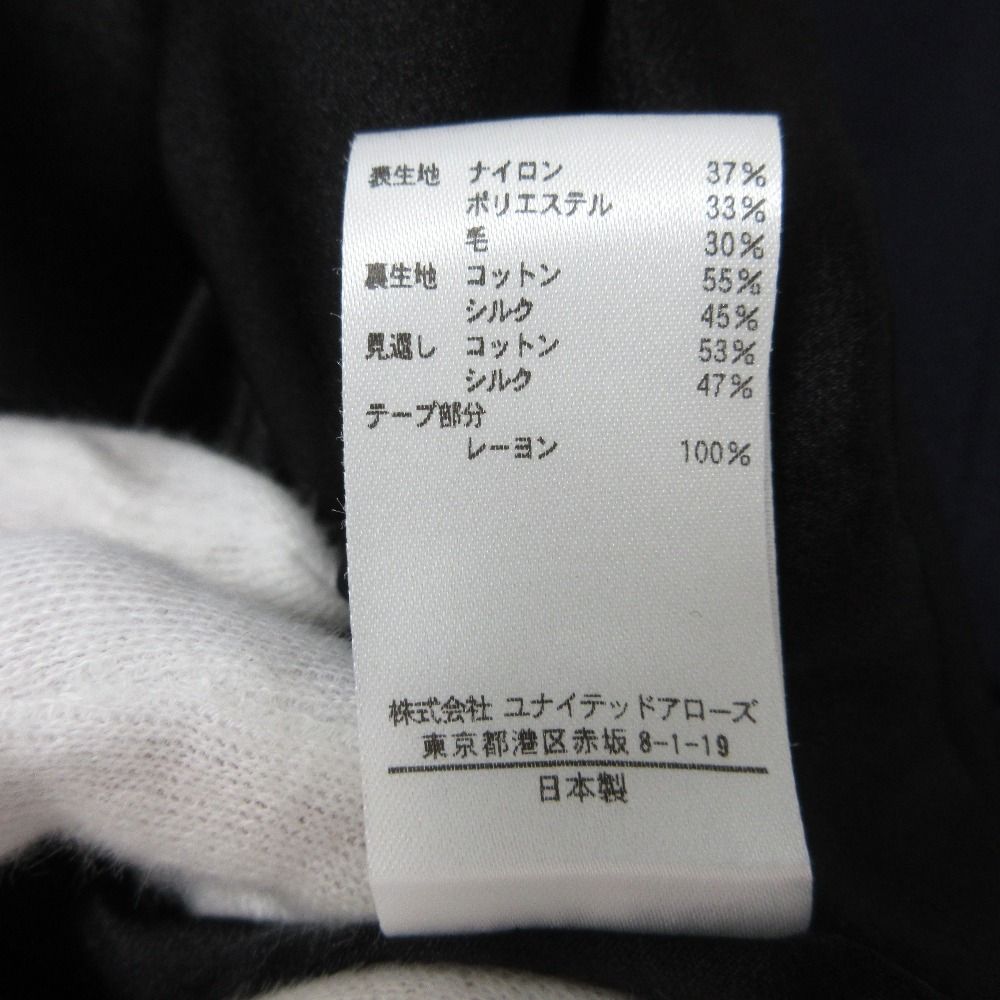 表生地 ナイロン 37%
ポリエステル 33%
毛 30%
裏生地 コットン 55%
シルク 45%
見返し コットン 53%
シルク 47%
テープ部分
レーヨン 100%
株式会社 ユナイテッドアローズ
東京都港区赤坂 8-1-19
日本製